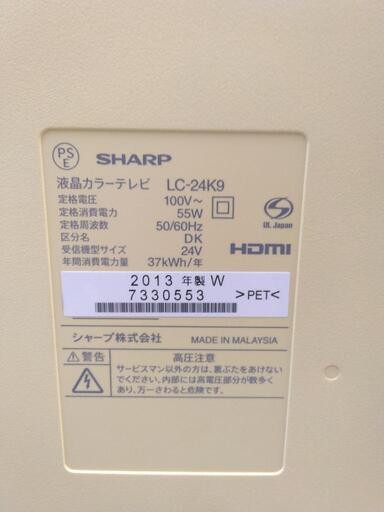 PS
E
SHARP
液晶カラーテレビ LC-24K9
定格電圧 100V～
定格消費電力 55W
定格周波数 50/60Hz
区分名 DK
受信機型サイズ 24V
年間消費電力量 37kWh/年
UL Japan
HDMI
2013 年製 W
7330553
>PET<
シャープ株式会社 MADE IN MALAYSIA
⚠警告 高圧注意
サービスマン以外の方は、裏ぶたをあけない
でください。内部には高電圧部分が数多く
あり、万一さわると危険です。